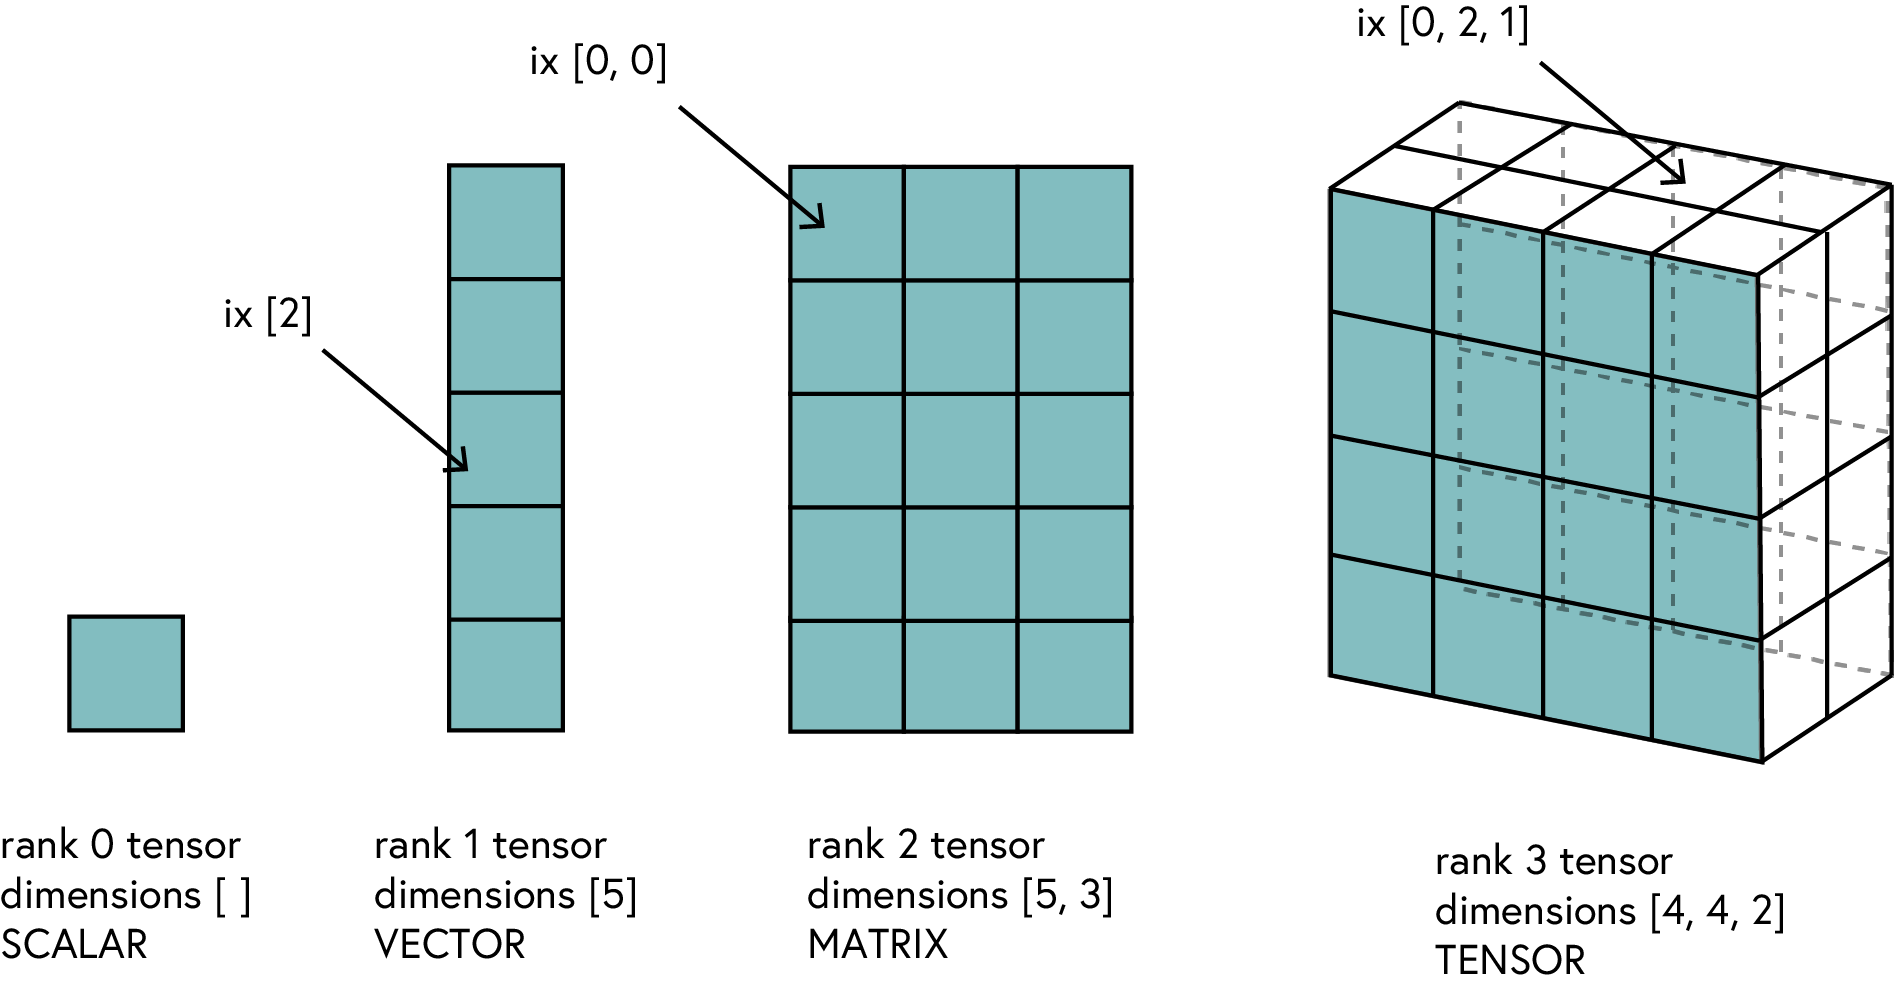 ix [0, 2, 1]
ix [0, 0]
ix [2]
rank 0 tensor
dimensions [ ]
SCALAR
rank 1 tensor
dimensions [5]
VECTOR
rank 2 tensor
dimensions [5, 3]
MATRIX
rank 3 tensor
dimensions [4, 4, 2]
TENSOR